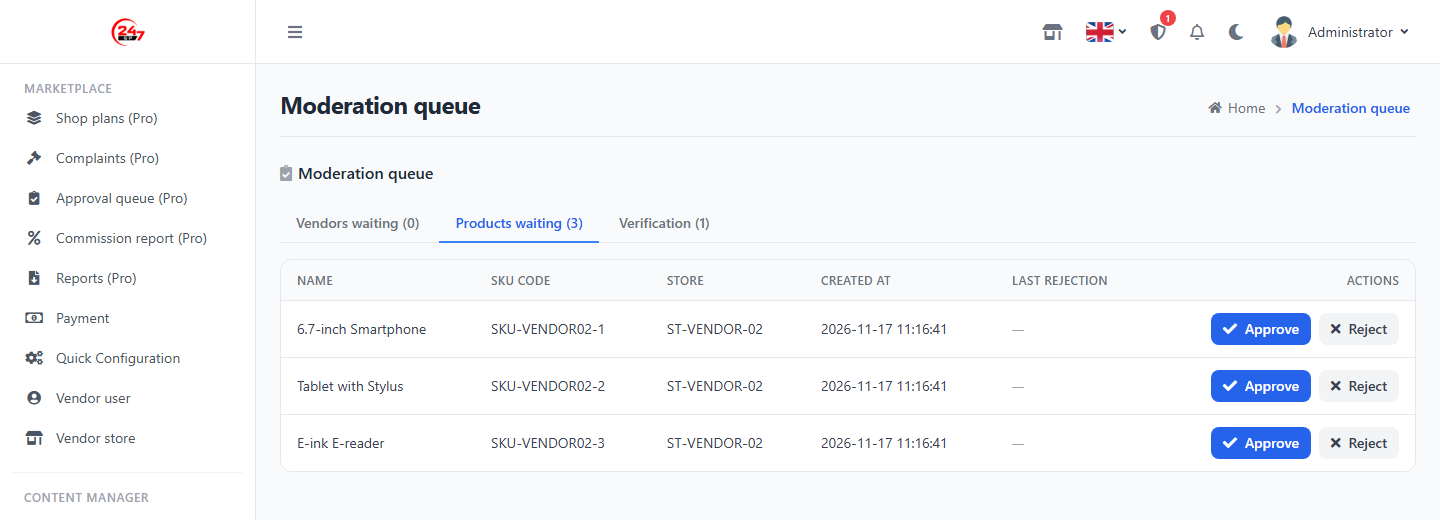 247
GP
1
Administrator
MARKETPLACE
Shop plans (Pro)
Complaints (Pro)
Approval queue (Pro)
Commission report (Pro)
Reports (Pro)
Payment
Quick Configuration
Vendor user
Vendor store
CONTENT MANAGER
Moderation queue
Home > Moderation queue
Moderation queue
Vendors waiting (0) Products waiting (3) Verification (1)
NAME SKU CODE STORE CREATED AT LAST REJECTION ACTIONS
6.7-inch Smartphone SKU-VENDOR02-1 ST-VENDOR-02 2026-11-17 11:16:41 — Approve Reject
Tablet with Stylus SKU-VENDOR02-2 ST-VENDOR-02 2026-11-17 11:16:41 — Approve Reject
E-ink E-reader SKU-VENDOR02-3 ST-VENDOR-02 2026-11-17 11:16:41 — Approve Reject